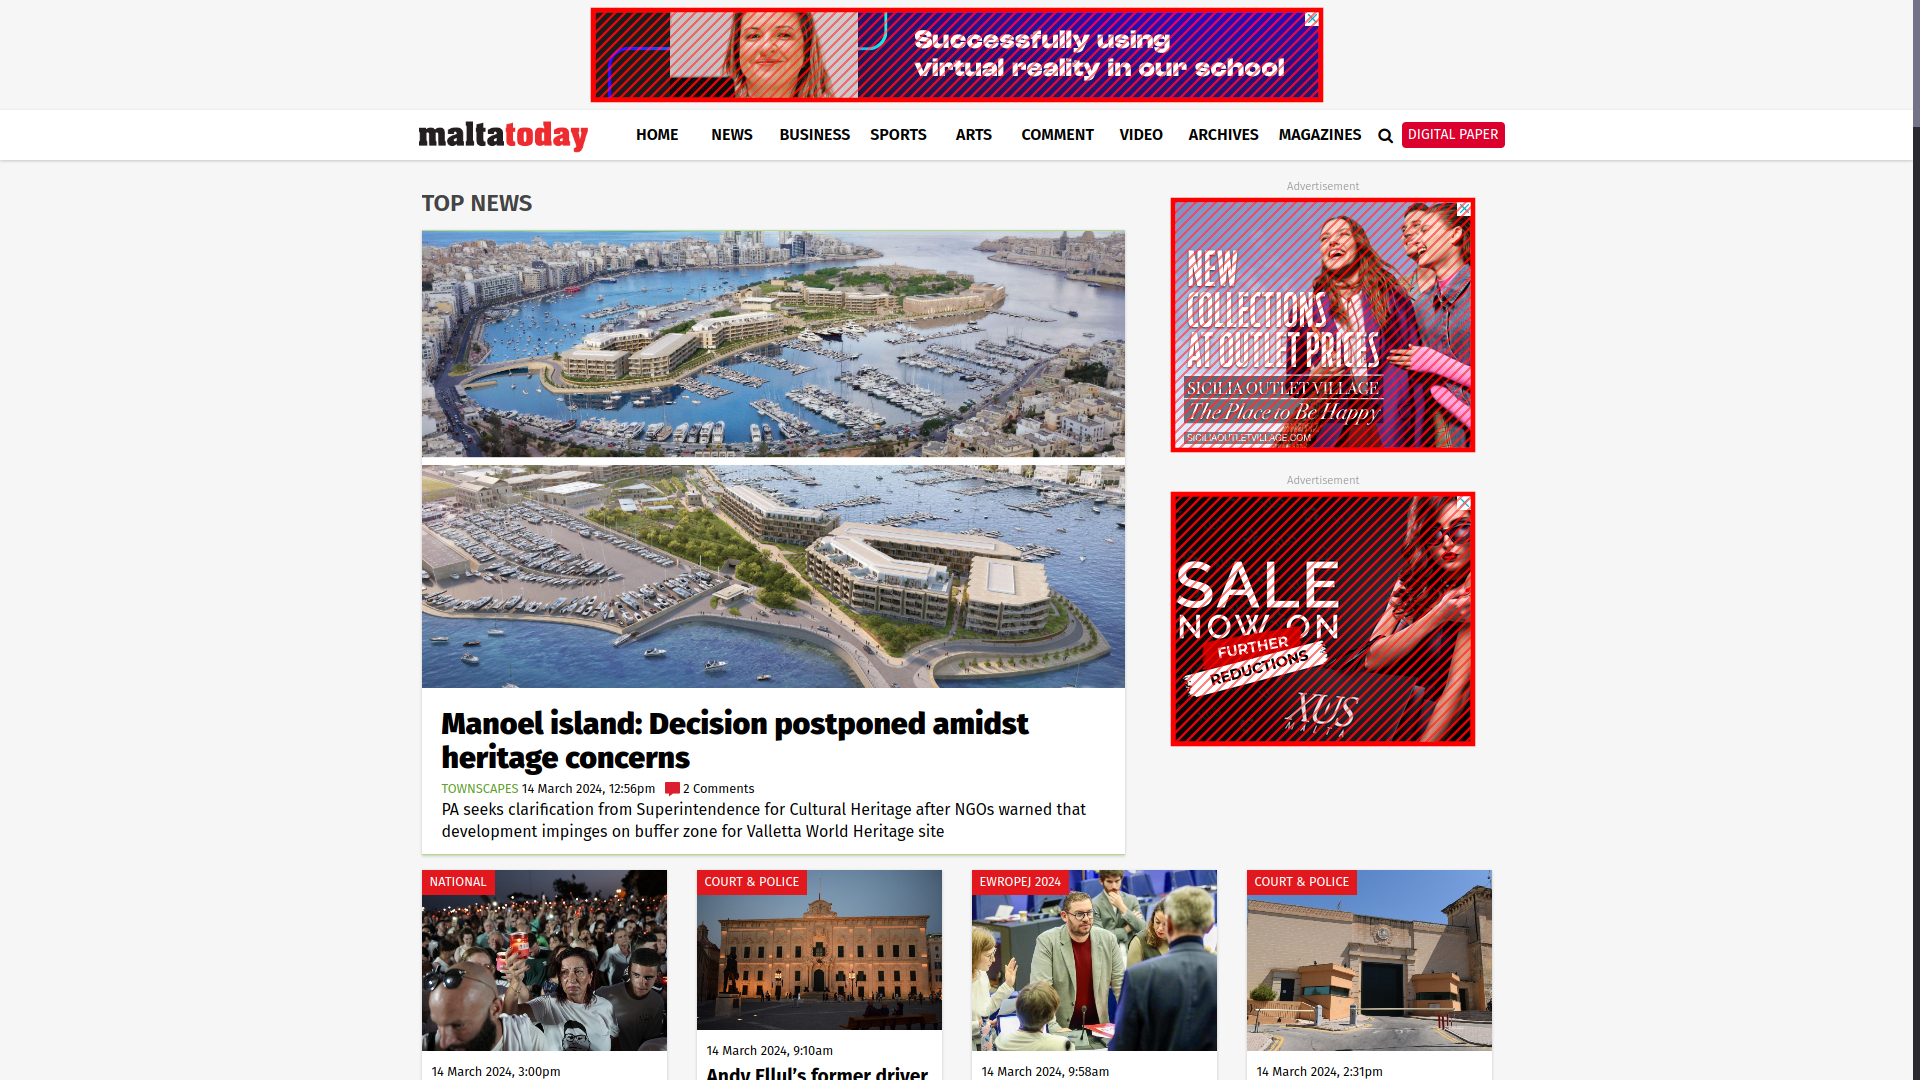 Successfully using
virtual reality in our school
maltatoday
HOME
NEWS
BUSINESS
SPORTS
ARTS
COMMENT
VIDEO
ARCHIVES
MAGAZINES
DIGITAL PAPER
TOP NEWS
Manoel island: Decision postponed amidst
heritage concerns
TOWNSCAPES 14 March 2024, 12:56pm 2 Comments
PA seeks clarification from Superintendence for Cultural Heritage after NGOs warned that
development impinges on buffer zone for Valletta World Heritage site
Advertisement
NEW
COLLECTIONS
AT OUTLET PRICES
SICILIA OUTLET VILLAGE
The Place to Be Happy
SICILIAOUTLETVILLAGE.COM
Advertisement
SALE
NOW ON
FURTHER
REDUCTIONS
XUS
MALTA
NATIONAL
14 March 2024, 3:00pm
COURT & POLICE
14 March 2024, 9:10am
Andy Ellul's former driver
EWROPEJ 2024
14 March 2024, 9:58am
COURT & POLICE
14 March 2024, 2:31pm